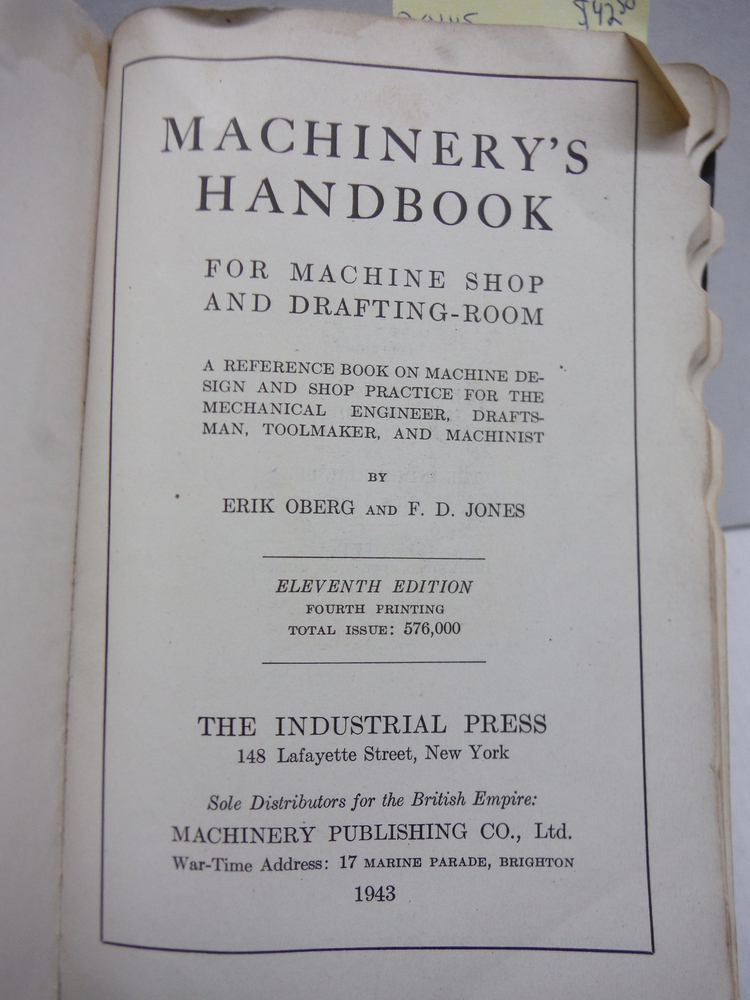 $42.50
MACHINERY'S
HANDBOOK
FOR MACHINE SHOP
AND DRAFTING-ROOM
A REFERENCE BOOK ON MACHINE DE-
SIGN AND SHOP PRACTICE FOR THE
MECHANICAL ENGINEER, DRAFTS-
MAN, TOOLMAKER, AND MACHINIST
BY
ERIK OBERG AND F. D. JONES
ELEVENTH EDITION
FOURTH PRINTING
TOTAL ISSUE: 576,000
THE INDUSTRIAL PRESS
148 Lafayette Street, New York
Sole Distributors for the British Empire:
MACHINERY PUBLISHING CO., Ltd.
War-Time Address: 17 MARINE PARADE, BRIGHTON
1943